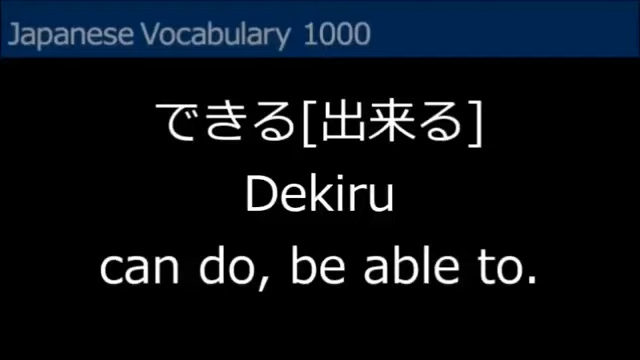 Japanese Vocabulary 1000
できる[出来る]
Dekiru
can do, be able to.